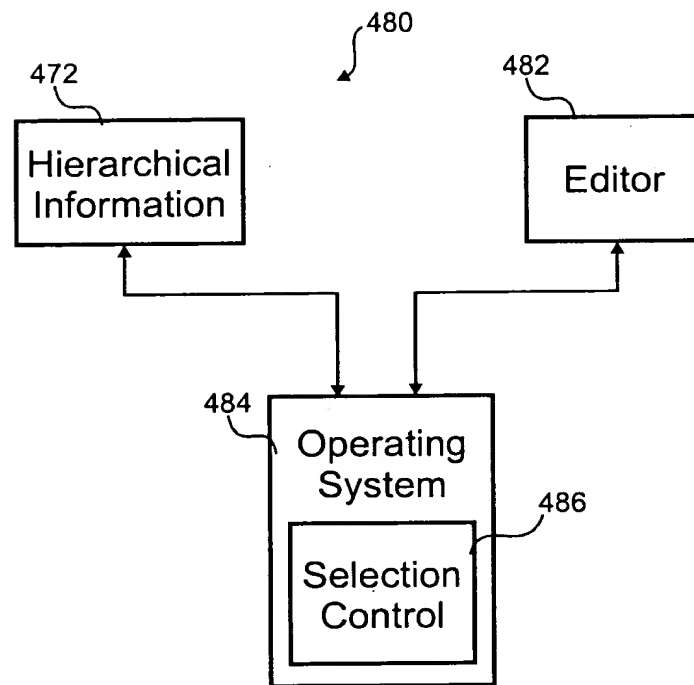 480
472
482
Hierarchical
Information
Editor
484
Operating
System
486
Selection
Control